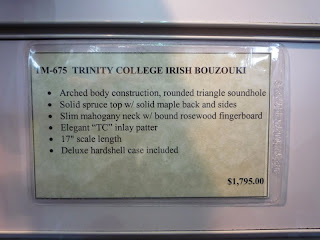 TM-675 TRINITY COLLEGE IRISH BOUZOUKI
• Arched body construction, rounded triangle soundhole
• Solid spruce top w/ solid maple back and sides
• Slim mahogany neck w/ bound rosewood fingerboard
• Elegant "TC" inlay patter
• 17" scale length
• Deluxe hardshell case included
$1,795.00